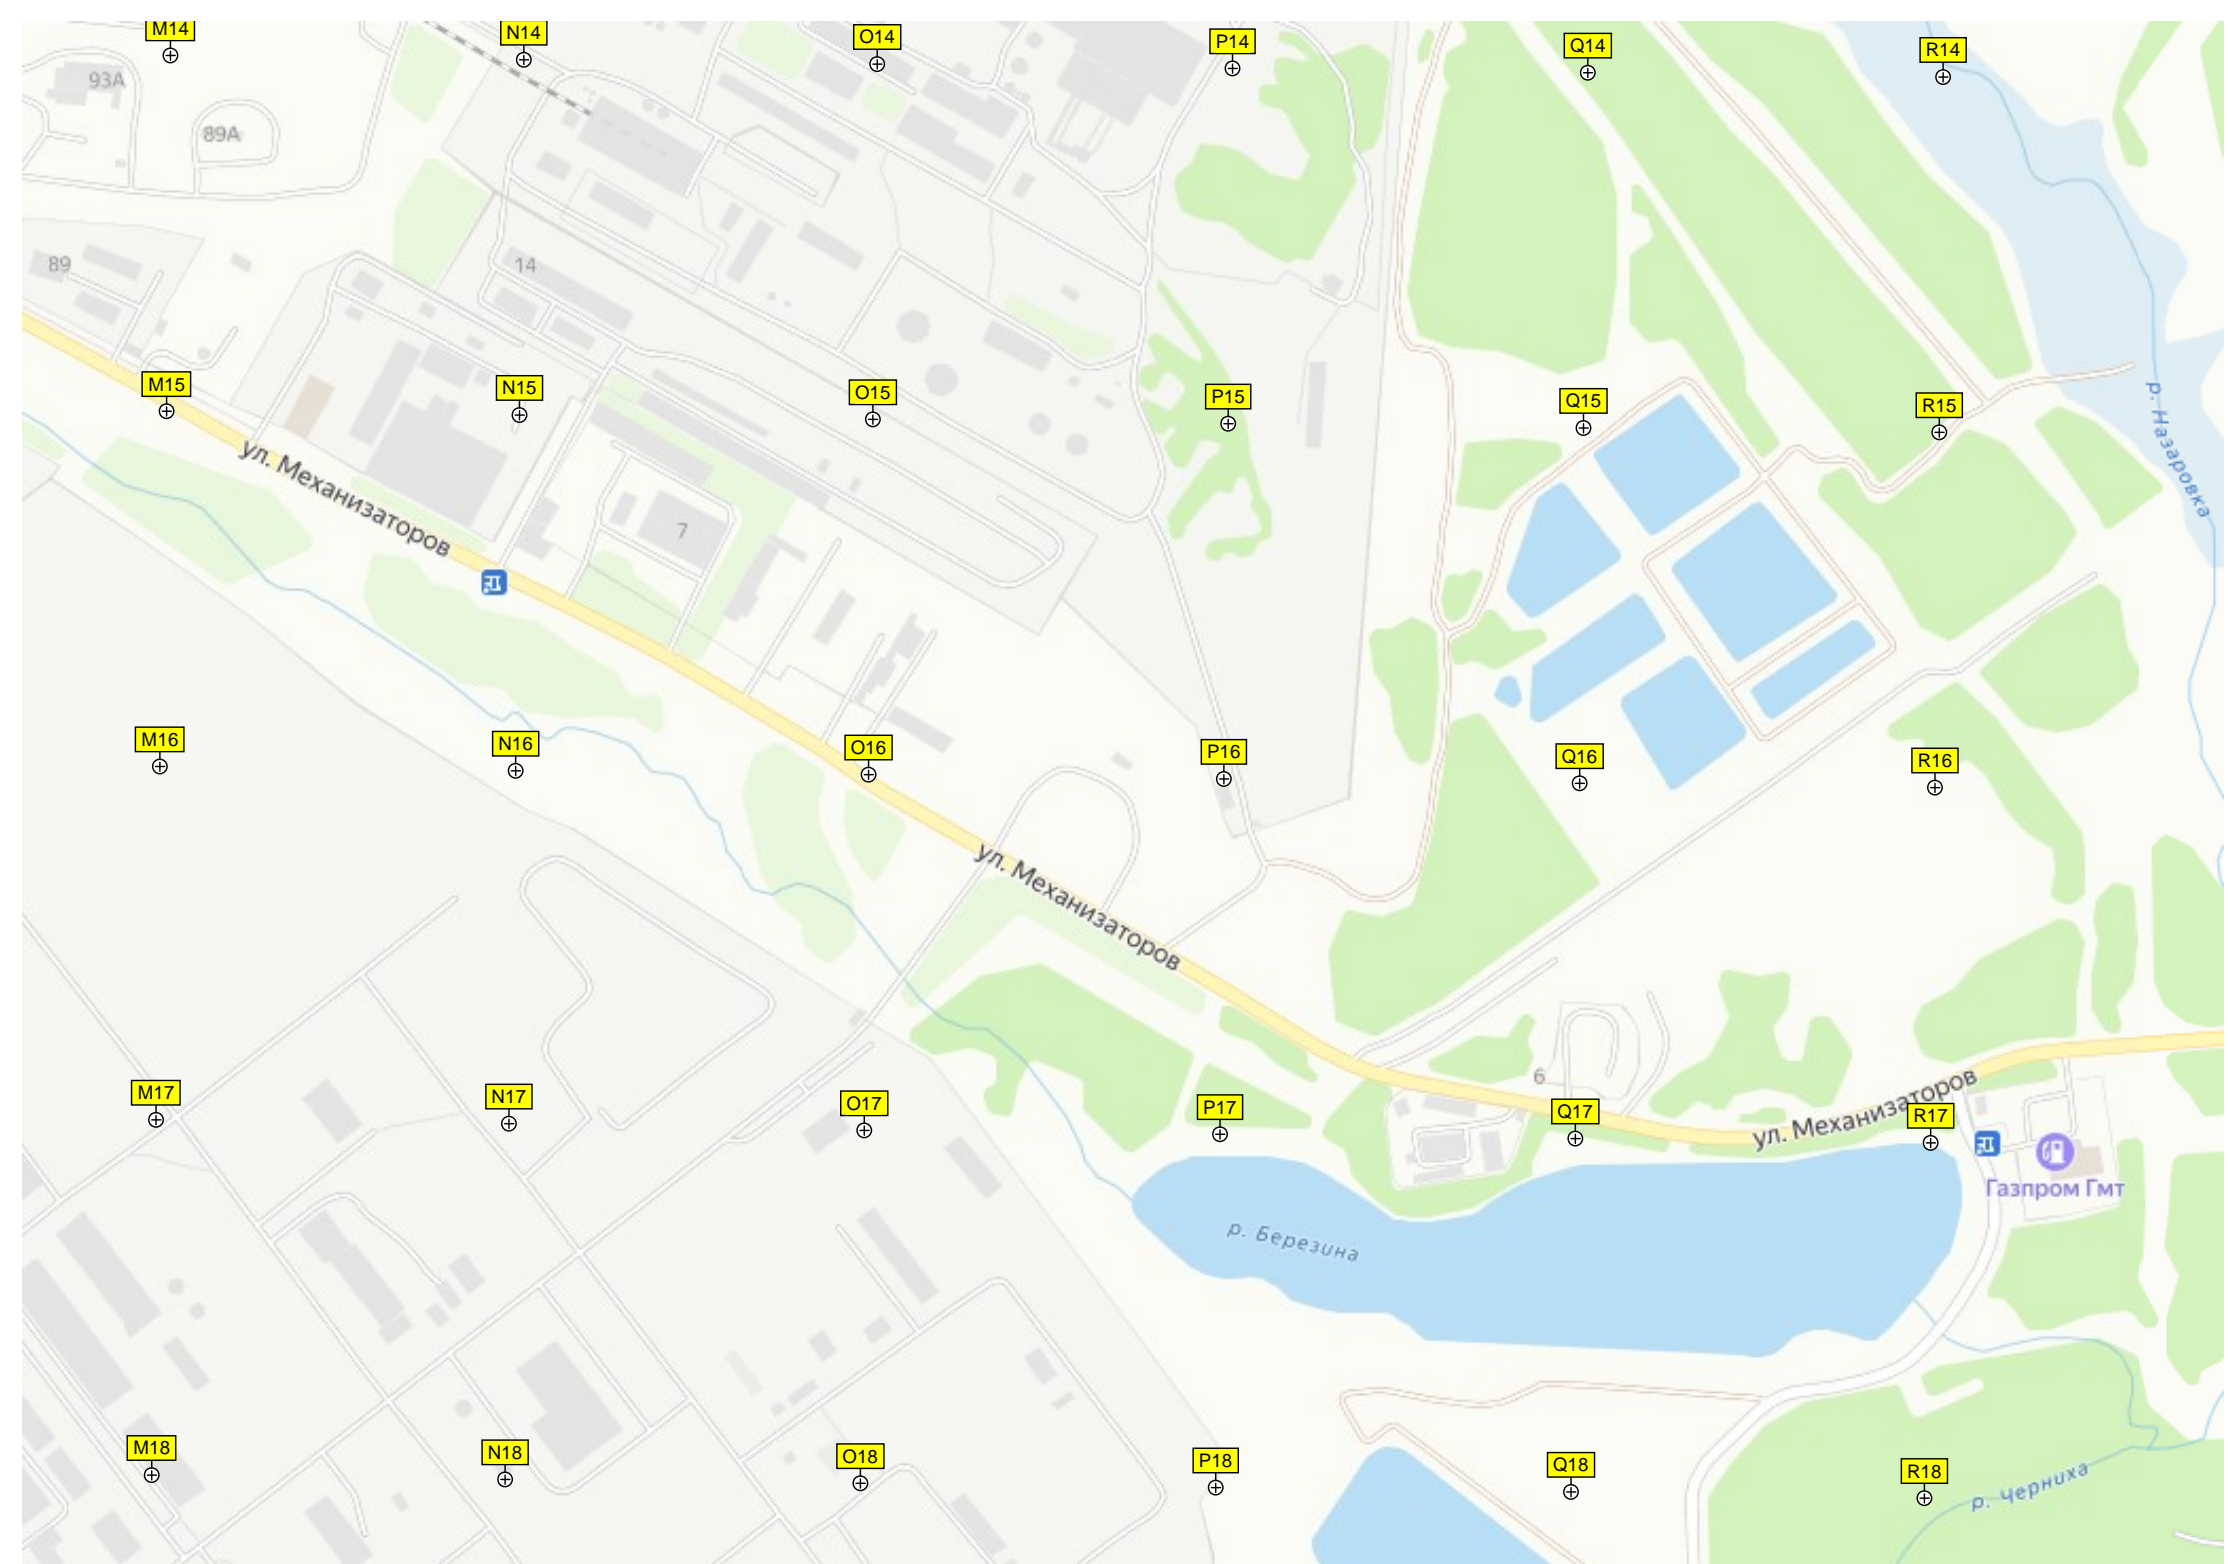 M14
N14
O14
P14
Q14
R14
93А
89А
89
14
р. Назаровка
M15
N15
O15
P15
Q15
R15
ул. Механизаторов
7
M16
N16
O16
P16
Q16
R16
ул. Механизаторов
6
M17
N17
O17
P17
Q17
R17
ул. Механизаторов
Газпром Гмт
р. Березина
M18
N18
O18
P18
Q18
R18
р. Черниха